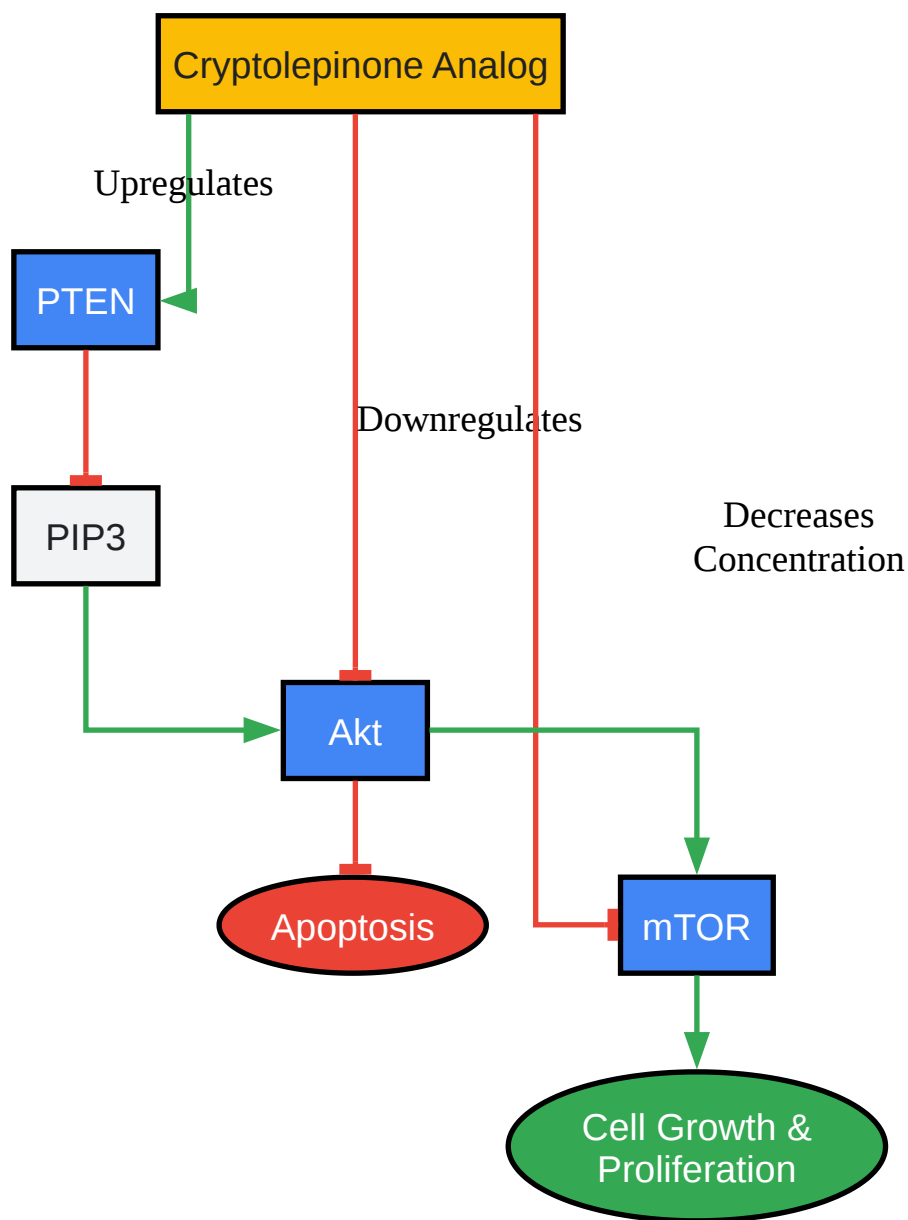 Cryptolepinone Analog
Upregulates
PTEN
Downregulates
Decreases
Concentration
PIP3
Akt
Apoptosis
mTOR
Cell Growth &
Proliferation